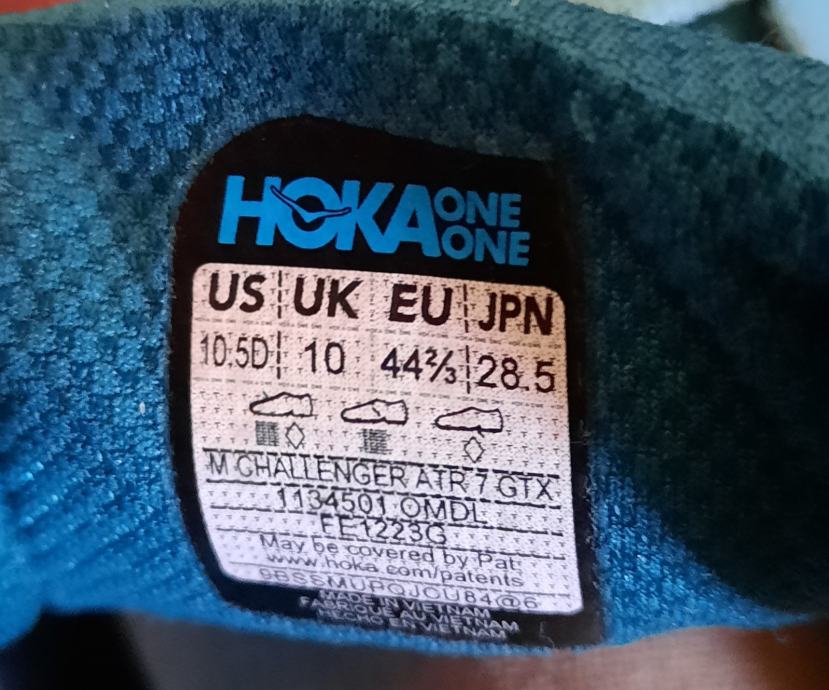 HOKA ONE ONE
US UK EU JPN
10.5D 10 44⅔ 28.5
M CHALLENGER ATR 7 GTX
1134501 OMDL
FE1223G
May be covered by Pat:
www.hoka.com/patents
9BSSMUPQJOU84@6
MADE IN VIETNAM
FABRIQUÉ AU VIETNAM
HECHO EN VIETNAM